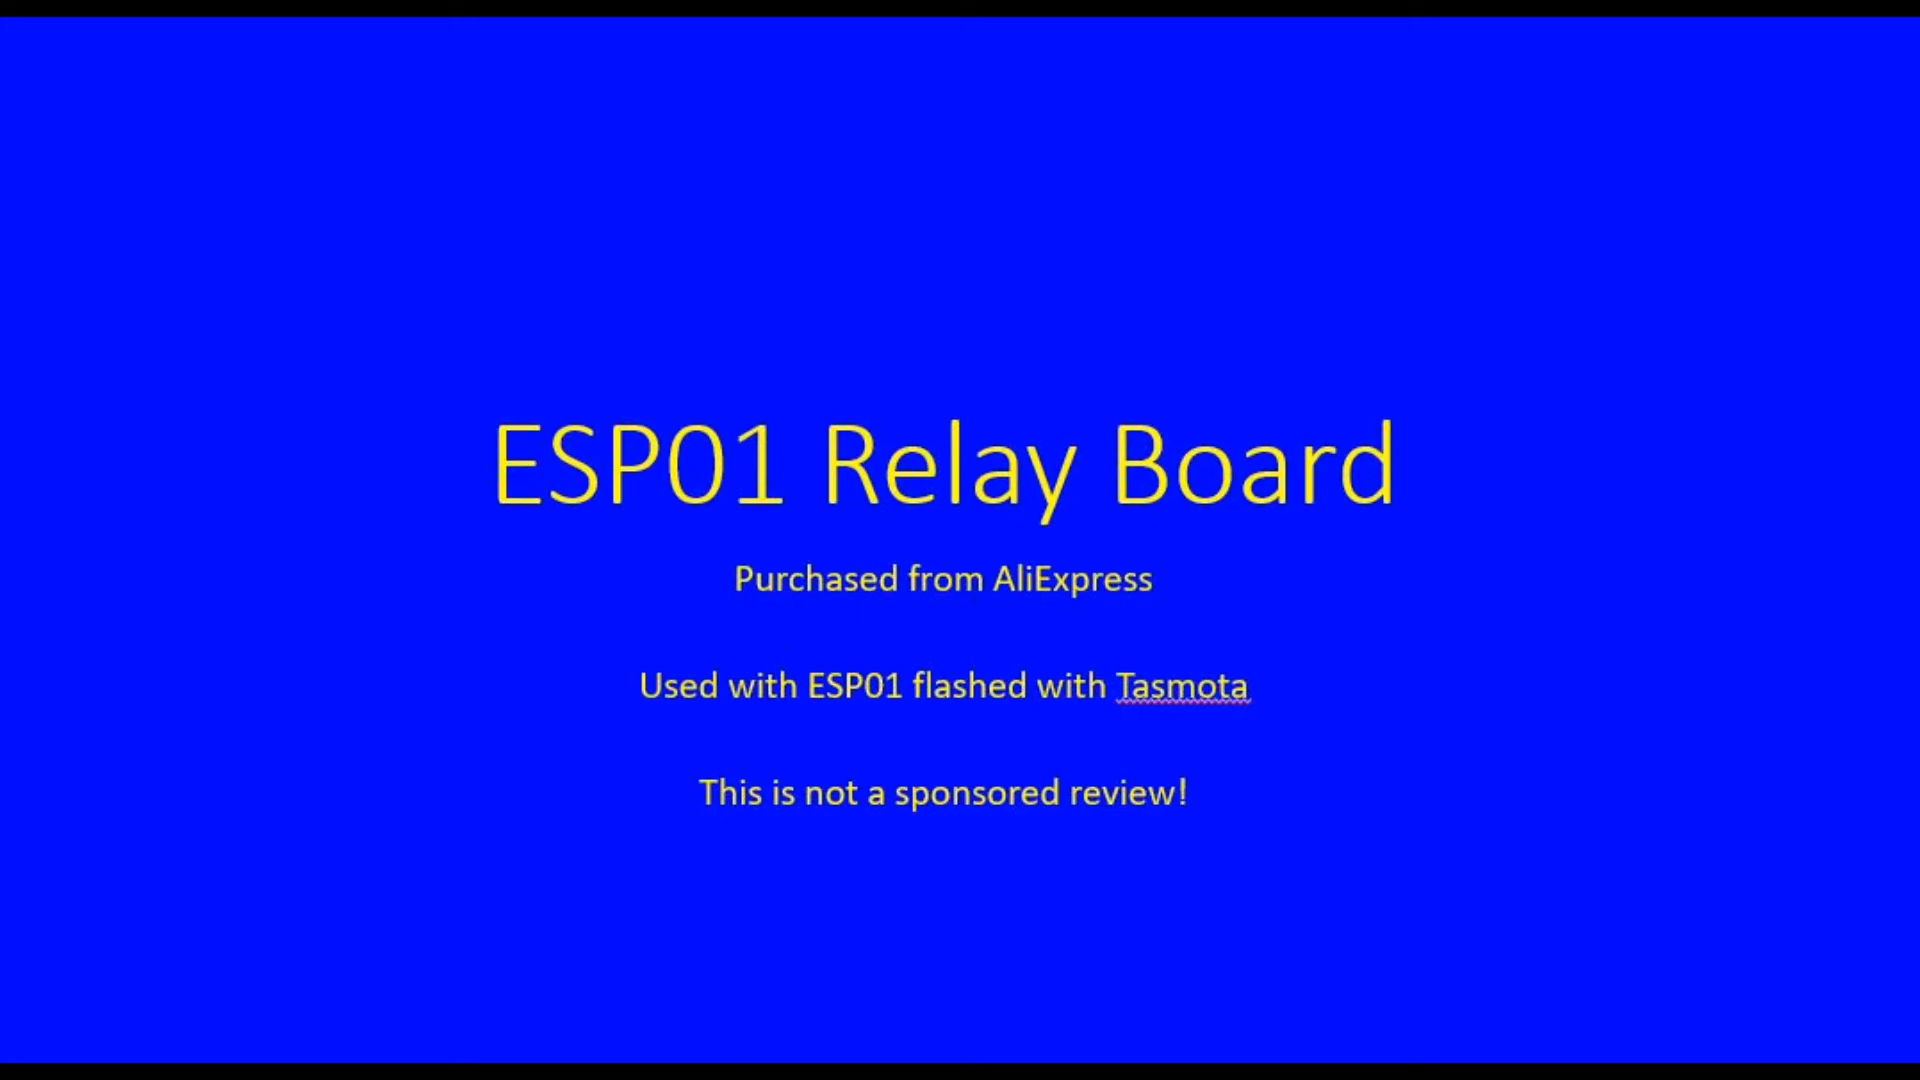 ESP01 Relay Board
Purchased from AliExpress
Used with ESP01 flashed with Tasmota
This is not a sponsored review!